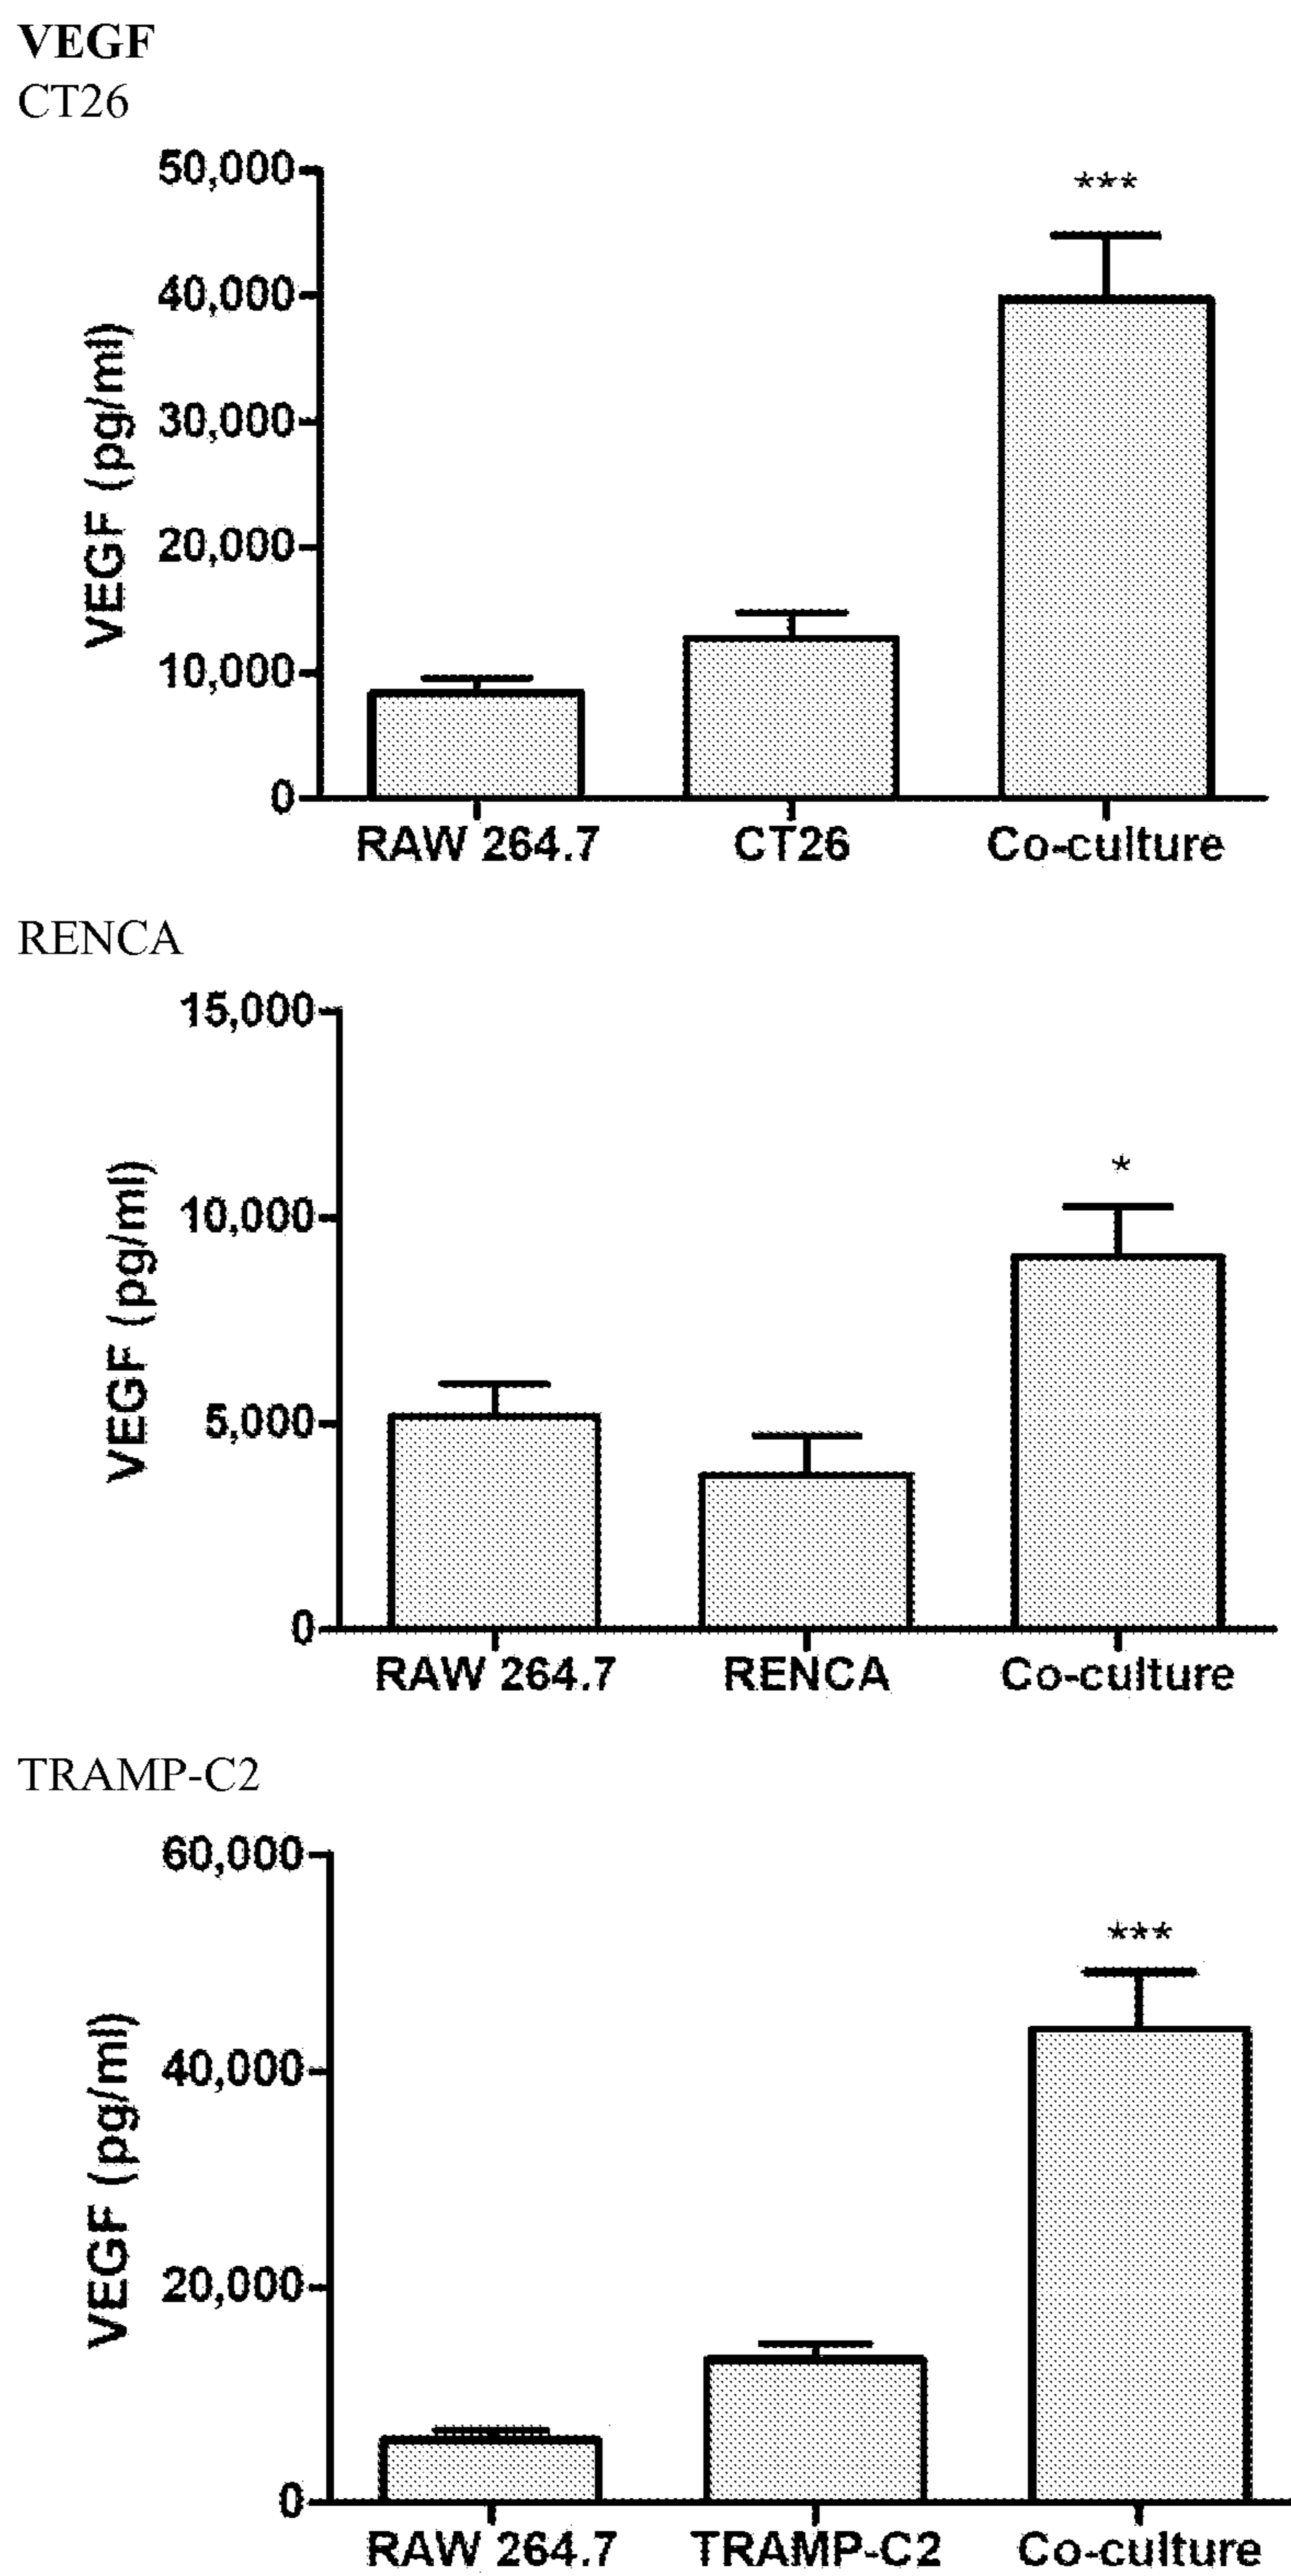 VEGF
CT26
50,000
***
40,000
30,000
20,000
10,000
0
VEGF (pg/ml)
RAW 264.7 CT26 Co-culture
RENCA
15,000
*
10,000
5,000
0
VEGF (pg/ml)
RAW 264.7 RENCA Co-culture
TRAMP-C2
60,000
***
40,000
20,000
0
VEGF (pg/ml)
RAW 264.7 TRAMP-C2 Co-culture